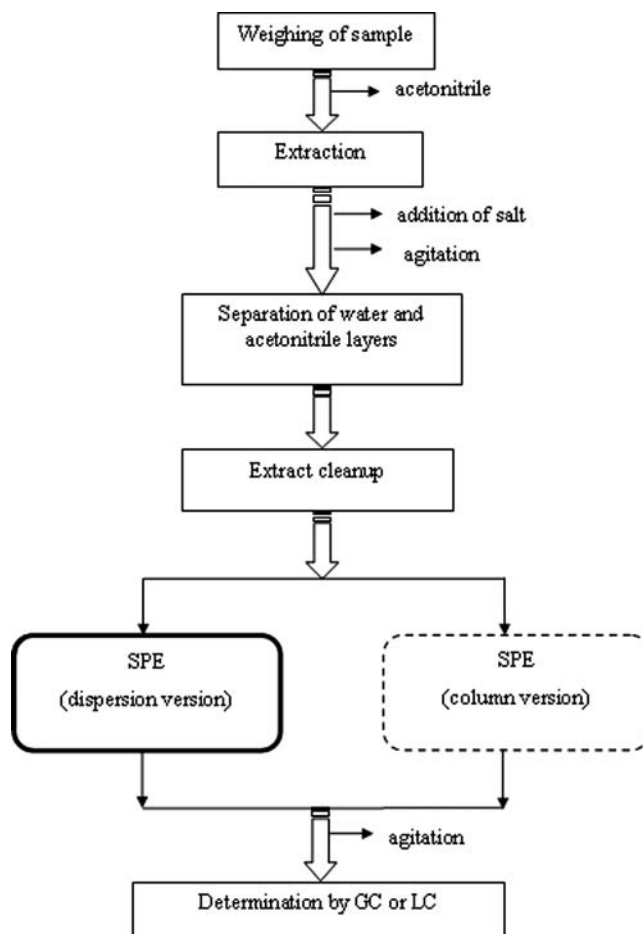 Weighing of sample
acetonitrile
Extraction
addition of salt
agitation
Separation of water and
acetonitrile layers
Extract cleanup
SPE
(dispersion version)
SPE
(column version)
agitation
Determination by GC or LC